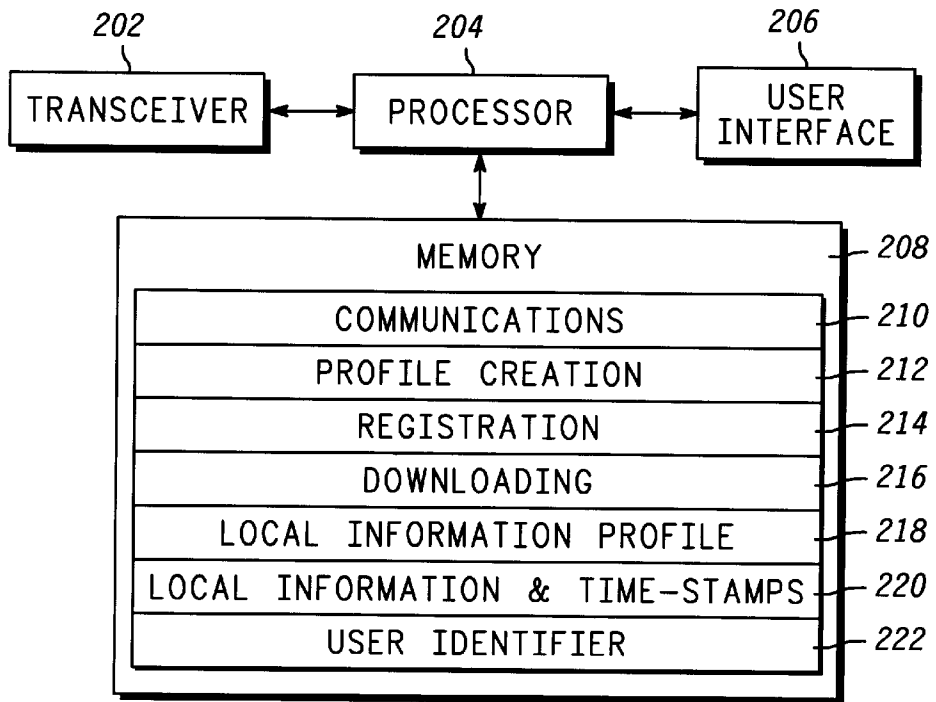 202
204
206
TRANSCEIVER
PROCESSOR
USER
INTERFACE
MEMORY
208
COMMUNICATIONS
210
PROFILE CREATION
212
REGISTRATION
214
DOWNLOADING
216
LOCAL INFORMATION PROFILE
218
LOCAL INFORMATION & TIME-STAMPS
220
USER IDENTIFIER
222